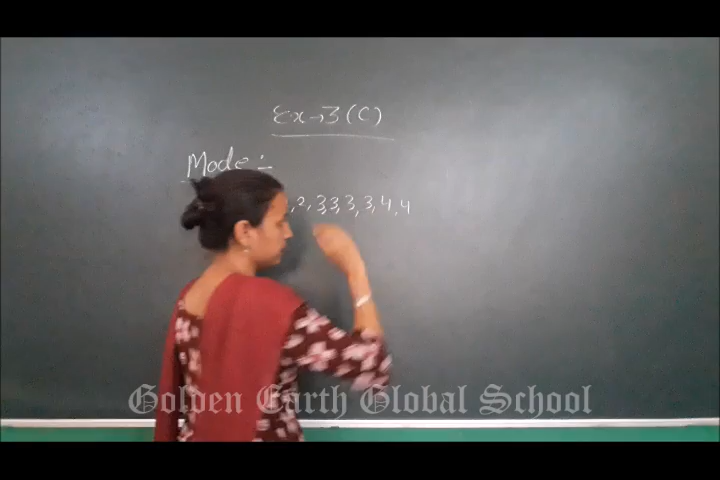 Ex→3(C)
Mode :-
,2,3,3,3,3,4,4
Golden Earth Global School